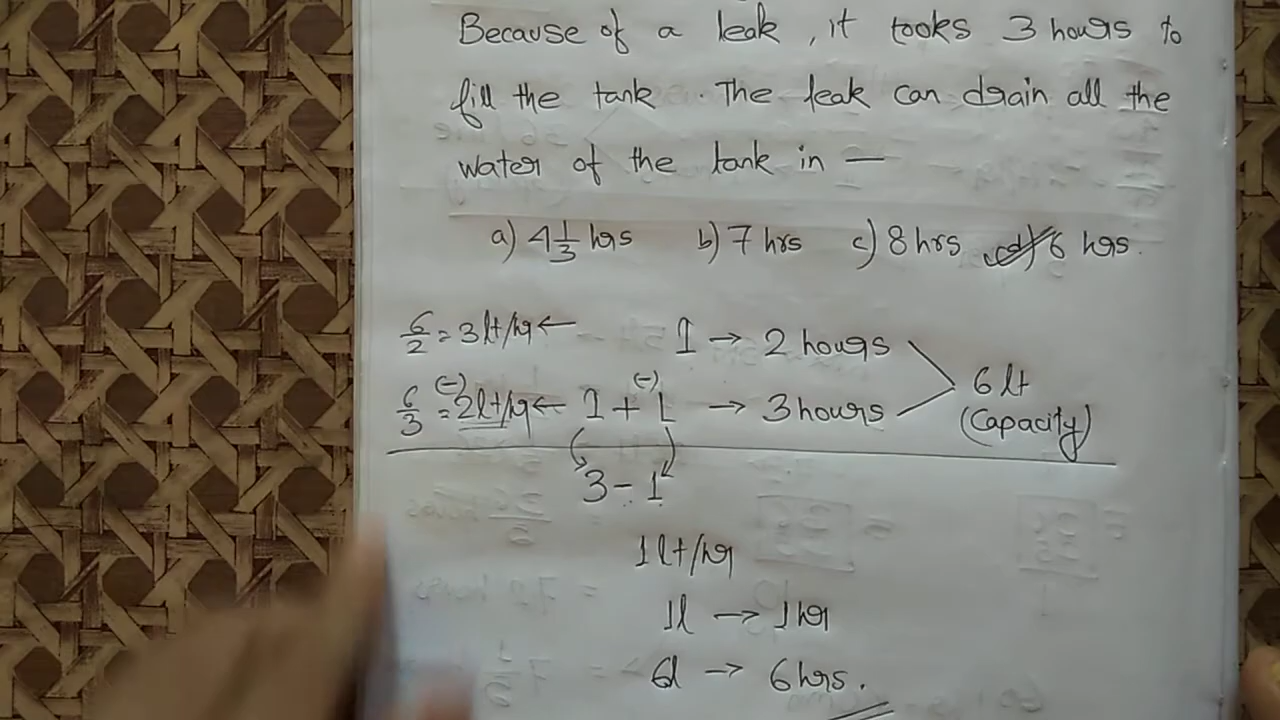 Because of a leak, it tooks 3 hours to
fill the tank. The leak can drain all the
water of the tank in —
a) 4 1/3 hrs b) 7 hrs c) 8 hrs d) 6 hrs.
6/2 = 3 lt/hr ← I → 2 hours
6 lt
(Capacity)
6/3 = 2 lt/hr ← I + L → 3 hours
(-) (-)
3 - 1
1 lt/hr
1l → 1 hr
6l → 6 hrs.